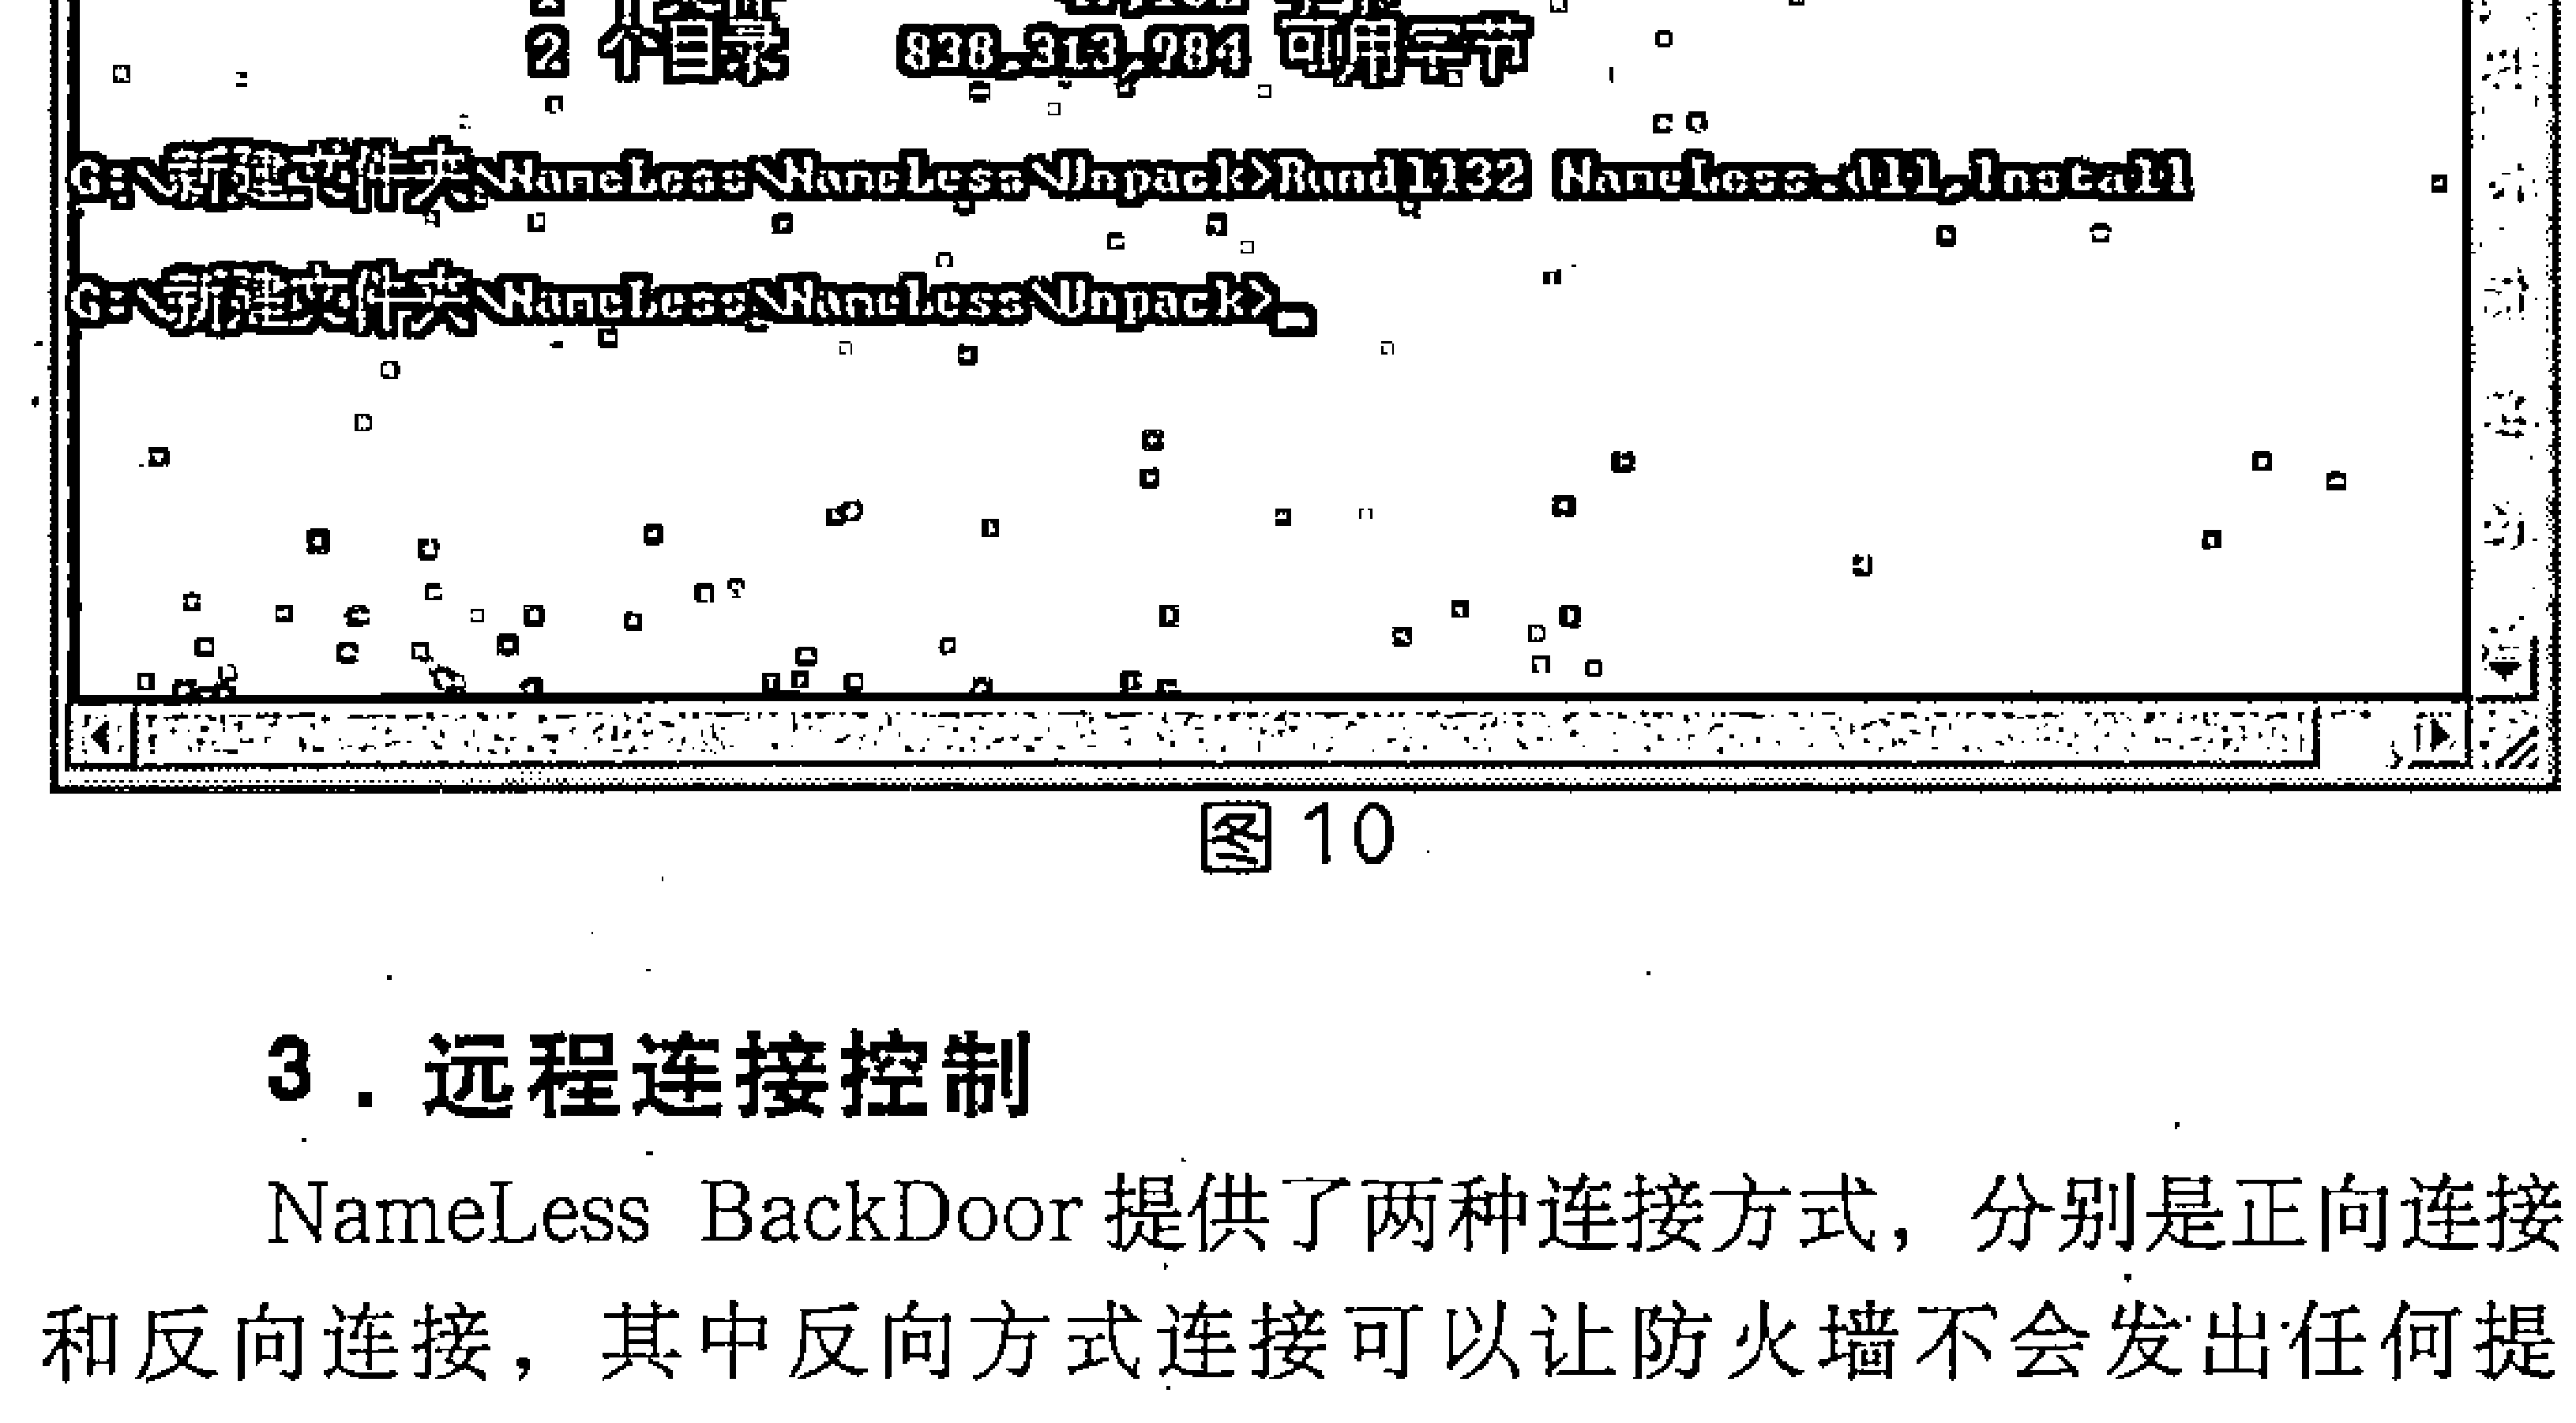 2 个目录 838,313,984 可用字节
G:\新建文件夹\NameLess\NameLess\Unpack>Rundll32 NameLess.dll,Install
G:\新建文件夹\NameLess\NameLess\Unpack>_
图 10
3 . 远程连接控制
NameLess BackDoor 提供了两种连接方式，分别是正向连接
和反向连接，其中反向方式连接可以让防火墙不会发出任何提